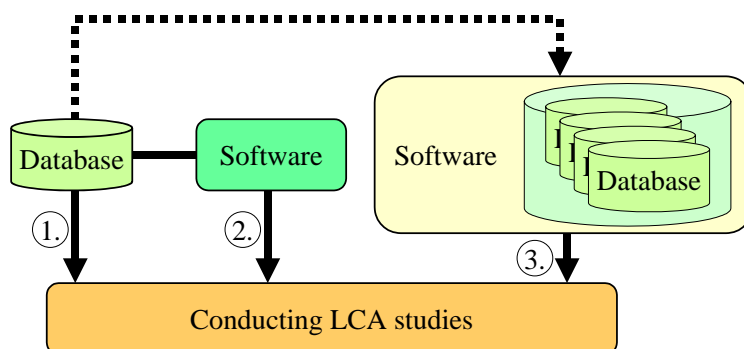 Database
Software
Software
Database
1.
2.
3.
Conducting LCA studies